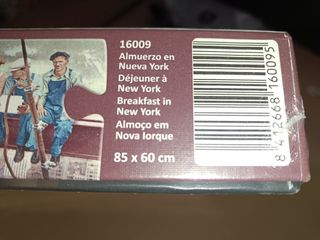 16009
Almuerzo en
Nueva York
Déjeuner à
New York
Breakfast in
New York
Almoço em
Nova Iorque
85 x 60 cm
8 412668 160095